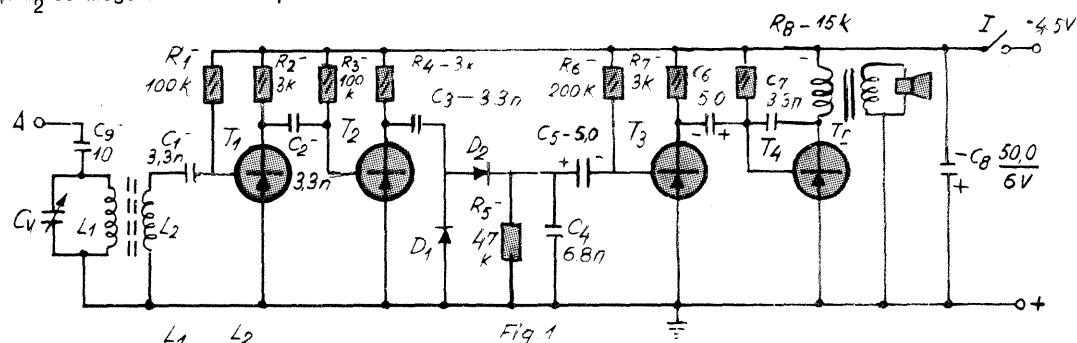 R8-15k I -4.5V
R1- 100k
R2- 3k
R3- 100 k
R4-3k
C3-3.3n
R6- 200k
R7- 3k
C6 5.0
C7 3.3n
A
C9- 10
C1- 3,3n
T1
C2- 3,3n
T2
D2
C5-5,0
T3
T4
Tr
-C8 50,0/6V
+
Cv
L1
L2
D1
R5- 47 k
C4 6.8n
+
L1 L2
Fig.1